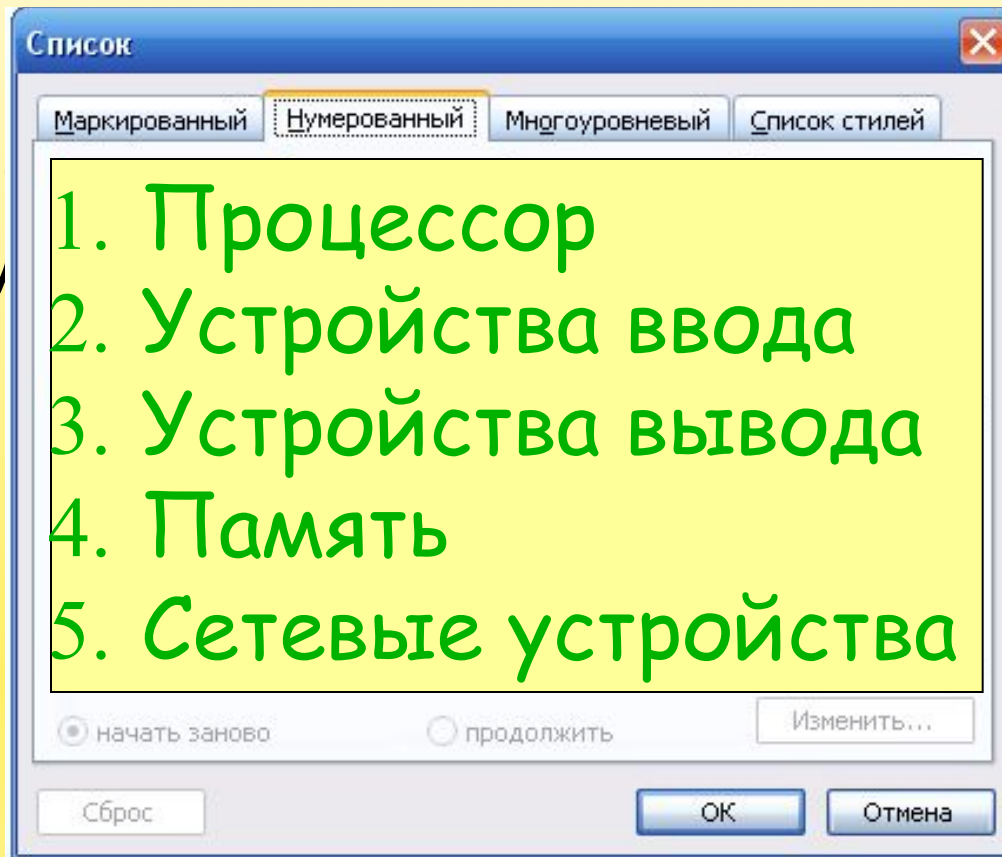 Список
Маркированный Нумерованный Многоуровневый Список стилей
1. Процессор
2. Устройства ввода
3. Устройства вывода
4. Память
5. Сетевые устройства
начать заново продолжить Изменить...
Сброс ОК Отмена